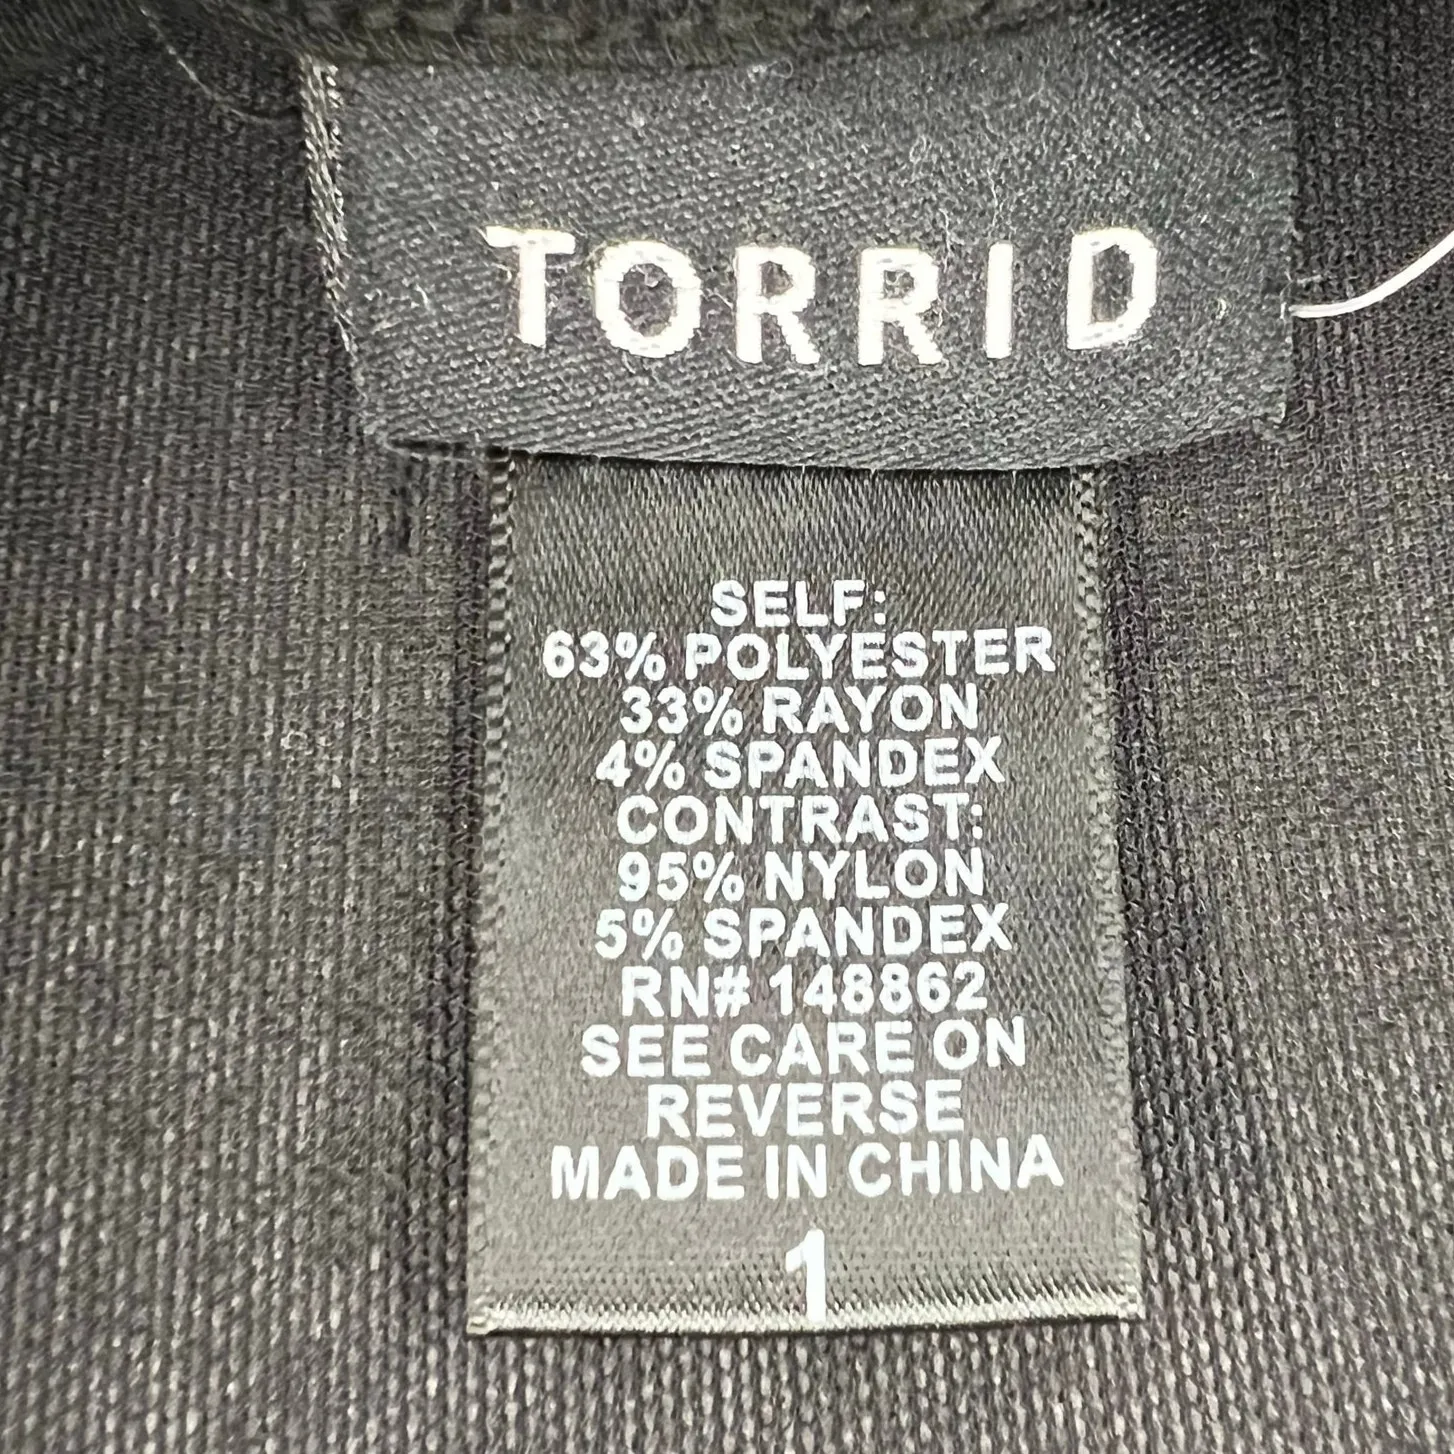 TORRID
SELF:
63% POLYESTER
33% RAYON
4% SPANDEX
CONTRAST:
95% NYLON
5% SPANDEX
RN# 148862
SEE CARE ON
REVERSE
MADE IN CHINA
1